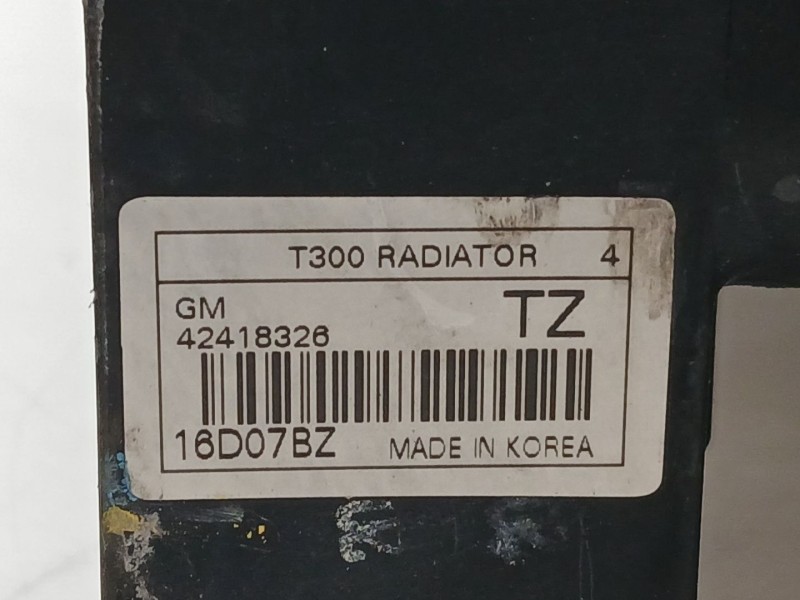 T300 RADIATOR 4
GM TZ
42418326
16D07BZ MADE IN KOREA